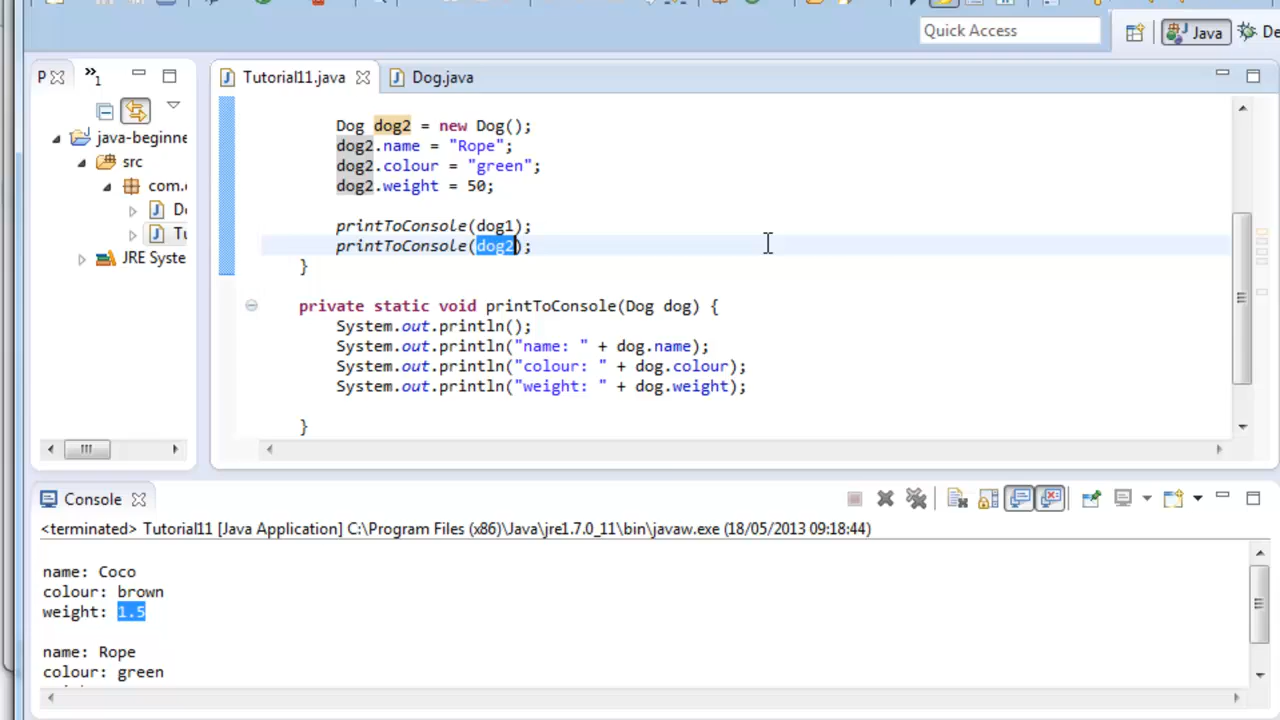 Quick Access
Java
De
P
»1
Tutorial11.java
Dog.java
java-beginne
src
com.
JRE Syste
Dog dog2 = new Dog();
dog2.name = "Rope";
dog2.colour = "green";
dog2.weight = 50;
printToConsole(dog1);
printToConsole(dog2);
}
private static void printToConsole(Dog dog) {
System.out.println();
System.out.println("name: " + dog.name);
System.out.println("colour: " + dog.colour);
System.out.println("weight: " + dog.weight);
}
Console
<terminated> Tutorial11 [Java Application] C:\Program Files (x86)\Java\jre1.7.0_11\bin\javaw.exe (18/05/2013 09:18:44)
name: Coco
colour: brown
weight: 1.5
name: Rope
colour: green